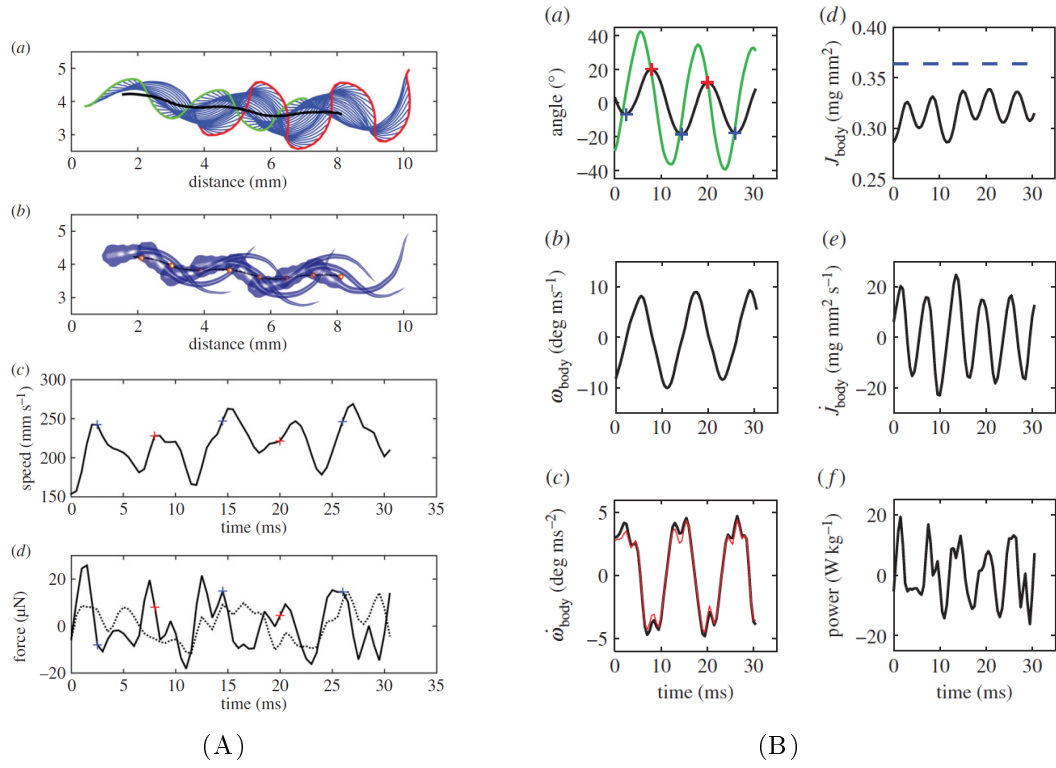 (a)
5
4
3
0 2 4 6 8 10
distance (mm)
(b)
5
4
3
0 2 4 6 8 10
distance (mm)
(c)
300
250
200
150
speed (mm s⁻¹)
0 5 10 15 20 25 30 35
time (ms)
(d)
20
0
−20
force (µN)
0 5 10 15 20 25 30 35
time (ms)
(A)
(a)
40
20
0
−20
−40
angle (°)
0 10 20 30
(b)
10
0
−10
ω_body (deg ms⁻¹)
0 10 20 30
(c)
5
0
−5
ω̇_body (deg ms⁻²)
0 10 20 30
time (ms)
(d)
0.40
0.35
0.30
0.25
J_body (mg mm²)
0 10 20 30
(e)
20
0
−20
J̇_body (mg mm² s⁻¹)
0 10 20 30
(f)
20
0
−20
power (W kg⁻¹)
0 10 20 30
time (ms)
(B)